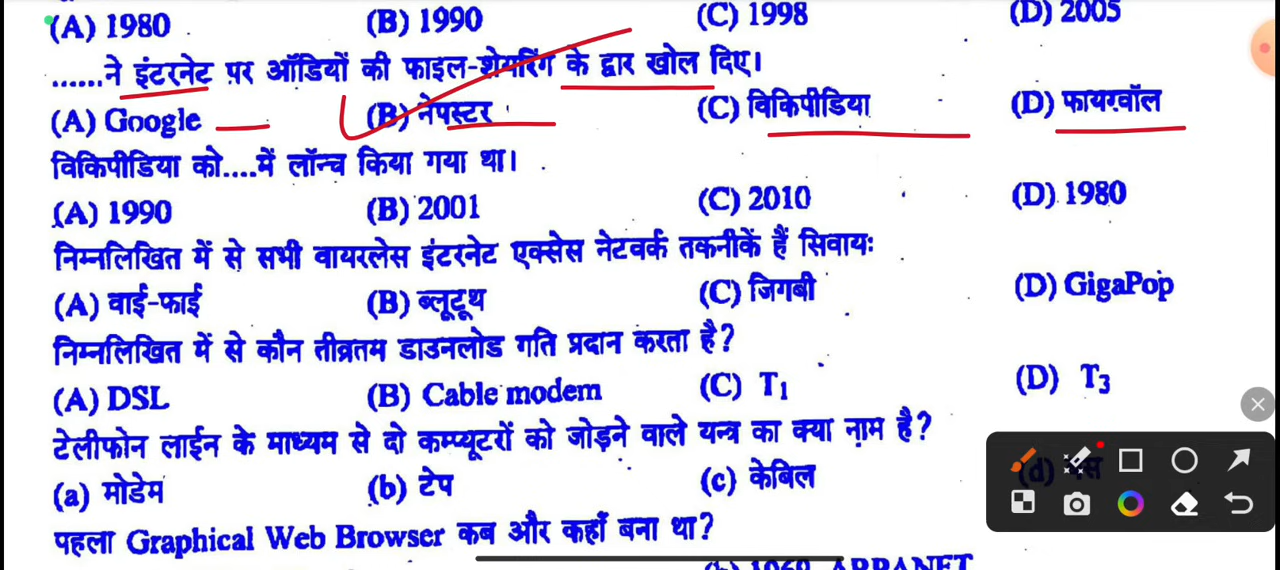 (A) 1980 (B) 1990 (C) 1998 (D) 2005
......ने इंटरनेट पर ऑडियों की फाइल-शेयरिंग के द्वार खोल दिए।
(A) Google (B) नेपस्टर (C) विकिपीडिया (D) फायरवॉल
विकिपीडिया को....में लॉन्च किया गया था।
(A) 1990 (B) 2001 (C) 2010 (D) 1980
निम्नलिखित में से सभी वायरलेस इंटरनेट एक्सेस नेटवर्क तकनीकें हैं सिवायः
(A) वाई-फाई (B) ब्लूटूथ (C) जिगबी (D) GigaPop
निम्नलिखित में से कौन तीव्रतम डाउनलोड गति प्रदान करता है?
(A) DSL (B) Cable modem (C) T1 (D) T3
टेलीफोन लाईन के माध्यम से दो कम्प्यूटरों को जोड़ने वाले यन्त्र का क्या नाम है?
(a) मोडेम (b) टेप (c) केबिल (d)
पहला Graphical Web Browser कब और कहाँ बना था?
(b) 1969, ARPANET